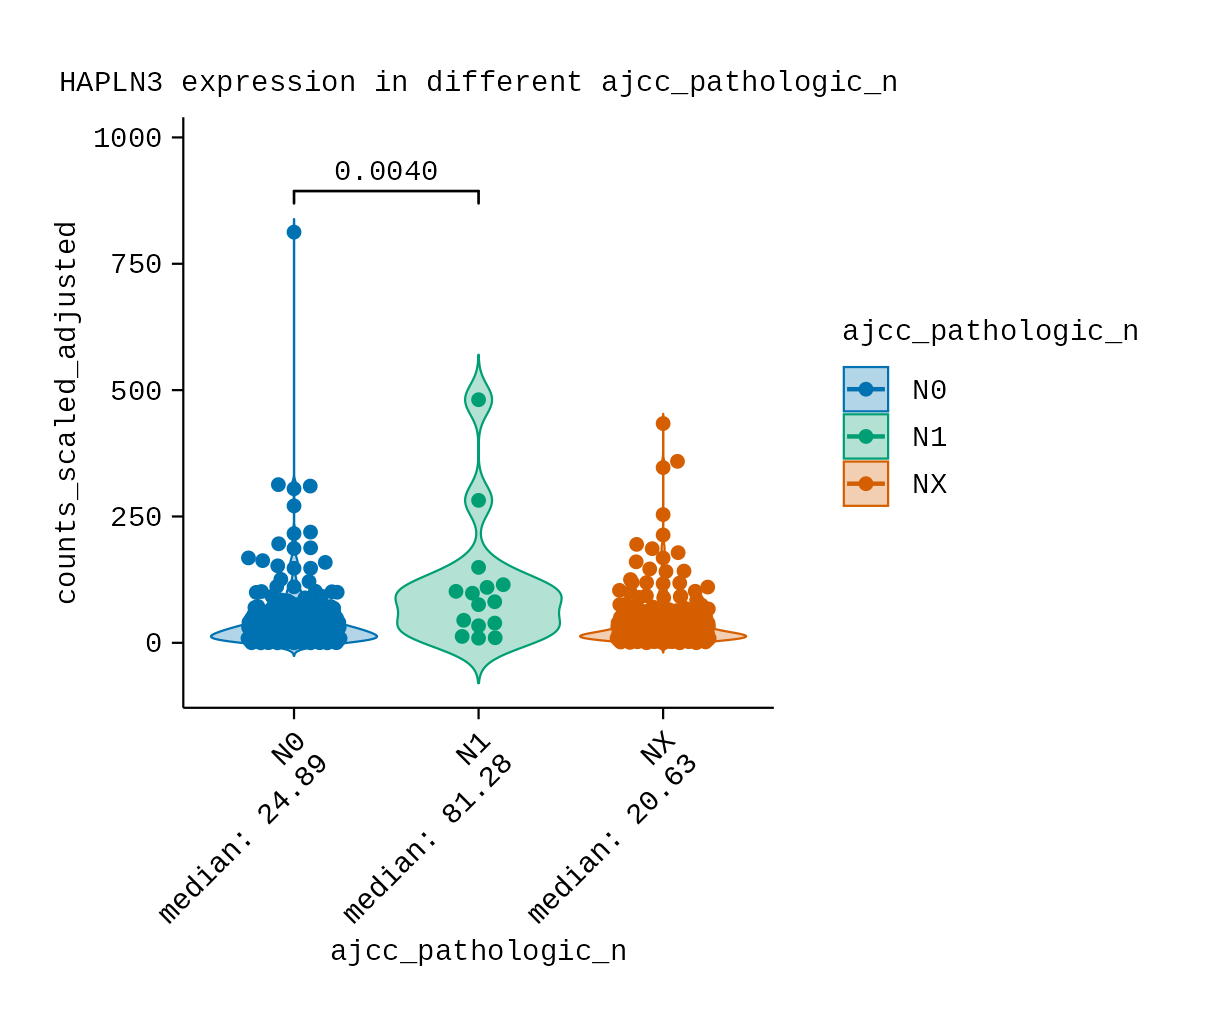 HAPLN3 expression in different ajcc_pathologic_n
counts_scaled_adjusted
1000
750
500
250
0
0.0040
N0
median: 24.89
N1
median: 81.28
NX
median: 20.63
ajcc_pathologic_n
ajcc_pathologic_n
N0
N1
NX